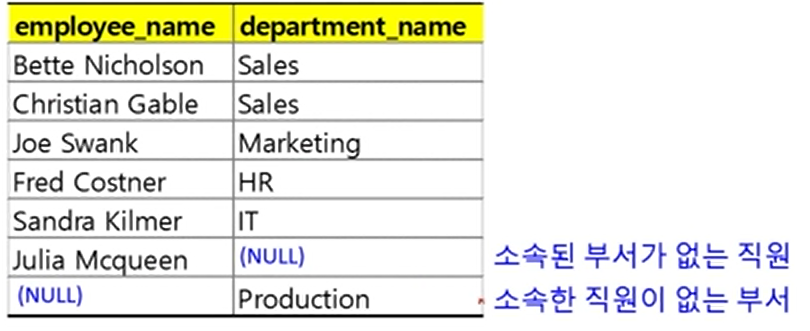 employee_name department_name
Bette Nicholson Sales
Christian Gable Sales
Joe Swank Marketing
Fred Costner HR
Sandra Kilmer IT
Julia Mcqueen (NULL) 소속된 부서가 없는 직원
(NULL) Production 소속한 직원이 없는 부서